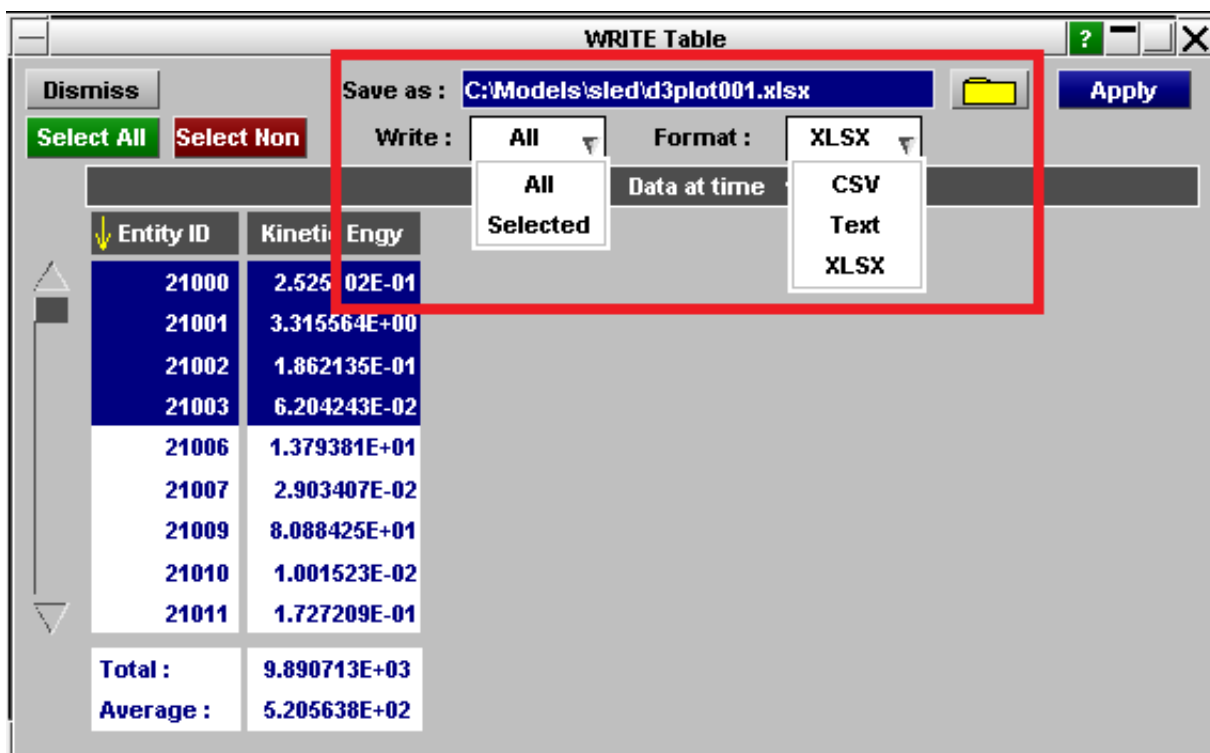 WRITE Table ?
Dismiss Save as : C:\Models\sled\d3plot001.xlsx Apply
Select All Select Non Write : All Format : XLSX
All Data at time CSV
Selected Text
XLSX
Entity ID Kinetic Engy
21000
21001 3.315564E+00
21002 1.862135E-01
21003 6.204243E-02
21006 1.379381E+01
21007 2.903407E-02
21009 8.088425E+01
21010 1.001523E-02
21011 1.727209E-01
Total : 9.890713E+03
Average : 5.205638E+02